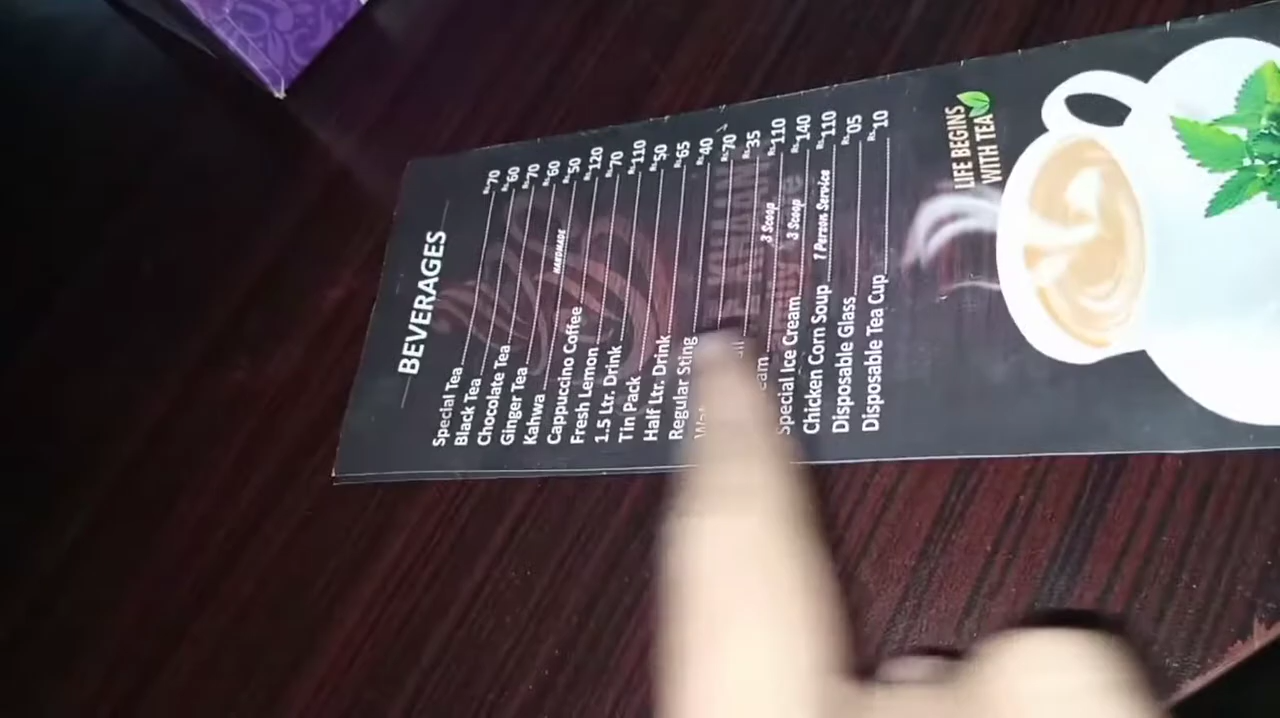 BEVERAGES
Special Tea Rs 70
Black Tea Rs 60
Chocolate Tea Rs 70
Ginger Tea Rs 60
Kahwa Rs 50
Cappuccino Coffee HANDMADE Rs 120
Fresh Lemon Rs 70
1.5 Ltr. Drink Rs 110
Tin Pack Rs 50
Half Ltr. Drink Rs 65
Regular Sting Rs 40
Rs 70
Rs 35
3 Scoop Rs 110
Special Ice Cream 3 Scoop Rs 140
Chicken Corn Soup 1 Person Service Rs 110
Disposable Glass Rs 05
Disposable Tea Cup Rs 10
LIFE BEGINS
WITH TEA